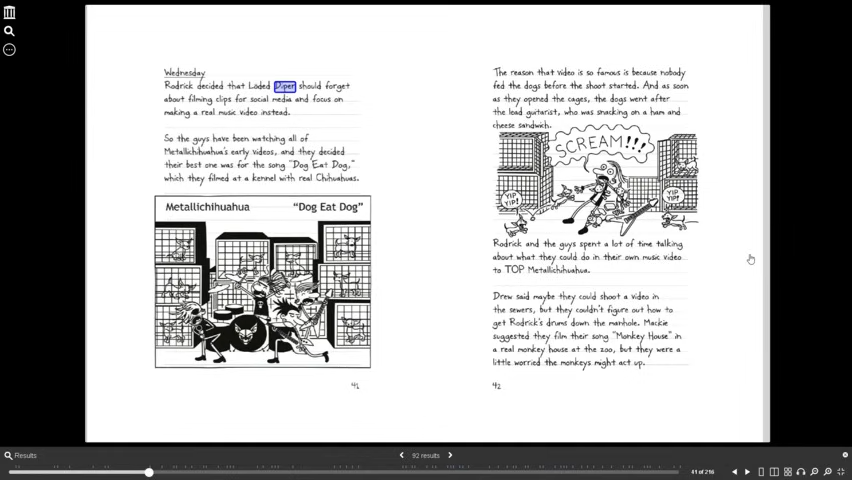 Wednesday
Rodrick decided that Löded Diper should forget
about filming clips for social media and focus on
making a real music video instead.
So the guys have been watching all of
Metallichihuahua's early videos, and they decided
their best one was for the song "Dog Eat Dog,"
which they filmed at a kennel with real Chihuahuas.
Metallichihuahua "Dog Eat Dog"
41
The reason that video is so famous is because nobody
fed the dogs before the shoot started. And as soon
as they opened the cages, the dogs went after
the lead guitarist, who was snacking on a ham and
cheese sandwich.
SCREAM!!!
YIP
YIP!
YIP
YIP!
Rodrick and the guys spent a lot of time talking
about what they could do in their own music video
to TOP Metallichihuahua.
Drew said maybe they could shoot a video in
the sewers, but they couldn't figure out how to
get Rodrick's drums down the manhole. Mackie
suggested they film their song "Monkey House" in
a real monkey house at the zoo, but they were a
little worried the monkeys might act up.
42
Results
92 results
41 of 216